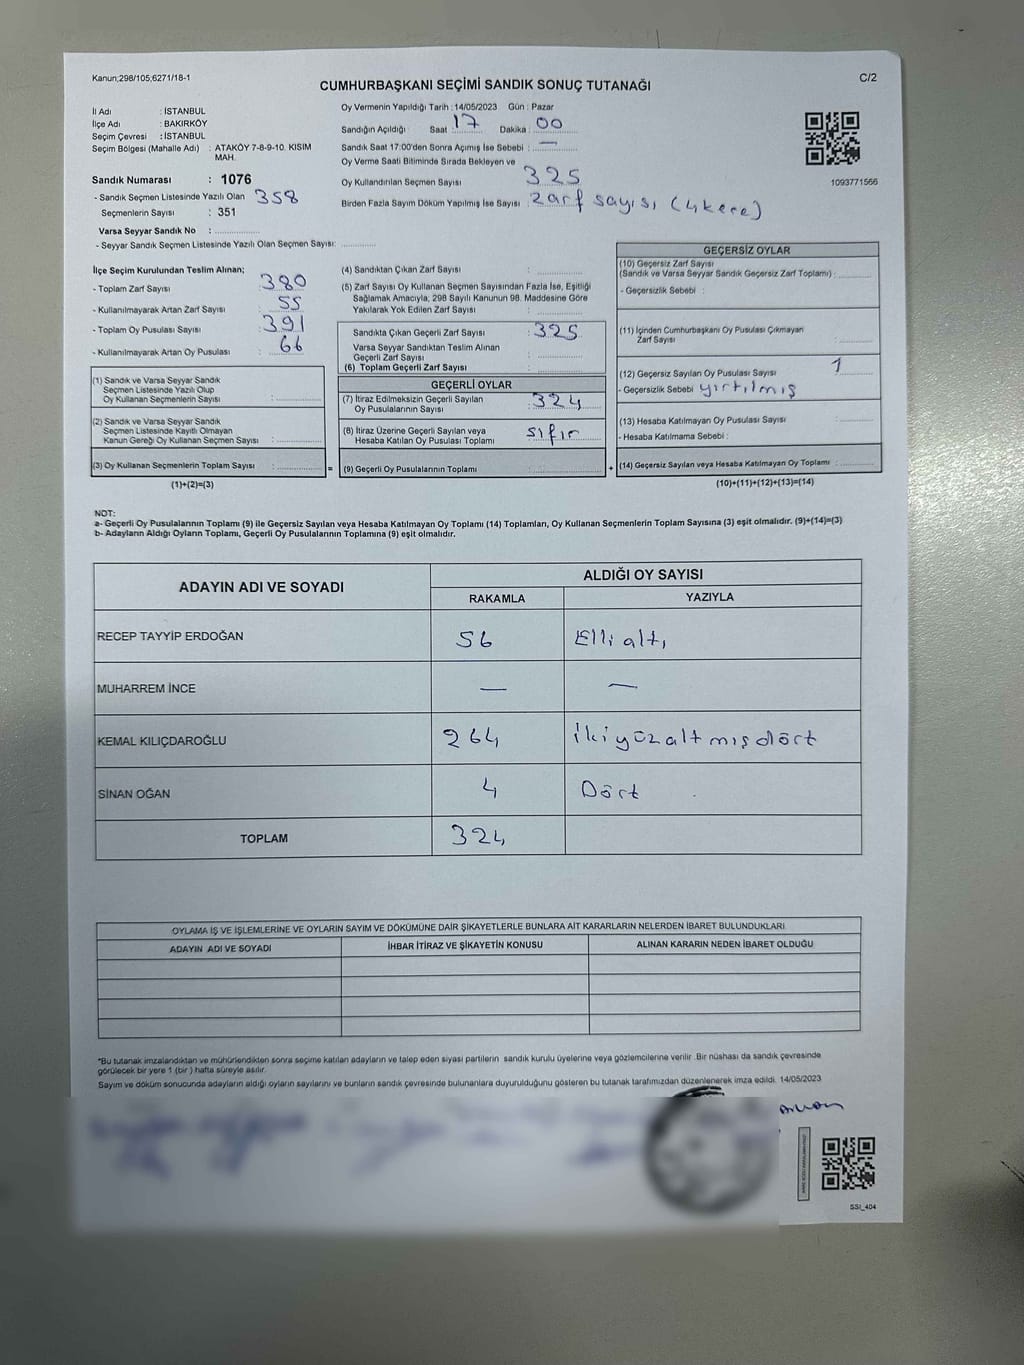 Kanun;298/105;6271/18-1
C/2
CUMHURBAŞKANI SEÇİMİ SANDIK SONUÇ TUTANAĞI
İl Adı : İSTANBUL
İlçe Adı : BAKIRKÖY
Seçim Çevresi : İSTANBUL
Seçim Bölgesi (Mahalle Adı) : ATAKÖY 7-8-9-10. KISIM MAH.
Sandık Numarası : 1076
- Sandık Seçmen Listesinde Yazılı Olan 358
Seçmenlerin Sayısı : 351
Varsa Seyyar Sandık No :
- Seyyar Sandık Seçmen Listesinde Yazılı Olan Seçmen Sayısı:
Oy Vermenin Yapıldığı Tarih : 14/05/2023 Gün : Pazar
Sandığın Açıldığı Saat 17 Dakika 00
Sandık Saat 17:00'den Sonra Açımış İse Sebebi : —
Oy Verme Saati Bitiminde Sırada Bekleyen ve
Oy Kullandırılan Seçmen Sayısı 325
Birden Fazla Sayım Döküm Yapılmış İse Sayısı : zarf sayısı (4 kere)
1093771566
İlçe Seçim Kurulundan Teslim Alınan;
- Toplam Zarf Sayısı : 380
- Kullanılmayarak Artan Zarf Sayısı : 55
- Toplam Oy Pusulası Sayısı : 391
- Kullanılmayarak Artan Oy Pusulası : 66
(1) Sandık ve Varsa Seyyar Sandık
Seçmen Listesinde Yazılı Olup
Oy Kullanan Seçmenlerin Sayısı :
(2) Sandık ve Varsa Seyyar Sandık
Seçmen Listesinde Kayıtlı Olmayan
Kanun Gereği Oy Kullanan Seçmen Sayısı :
(3) Oy Kullanan Seçmenlerin Toplam Sayısı : =
(1)+(2)=(3)
(4) Sandıktan Çıkan Zarf Sayısı :
(5) Zarf Sayısı Oy Kullanan Seçmen Sayısından Fazla İse, Eşitliği
Sağlamak Amacıyla; 298 Sayılı Kanunun 98. Maddesine Göre
Yakılarak Yok Edilen Zarf Sayısı :
Sandıkta Çıkan Geçerli Zarf Sayısı : 325
Varsa Seyyar Sandıktan Teslim Alınan
Geçerli Zarf Sayısı :
(6) Toplam Geçerli Zarf Sayısı :
GEÇERLİ OYLAR
(7) İtiraz Edilmeksizin Geçerli Sayılan
Oy Pusulalarının Sayısı : 324
(8) İtiraz Üzerine Geçerli Sayılan veya
Hesaba Katılan Oy Pusulası Toplamı : sıfır
(9) Geçerli Oy Pusulalarının Toplamı : +
GEÇERSİZ OYLAR
(10) Geçersiz Zarf Sayısı
(Sandık ve Varsa Seyyar Sandık Geçersiz Zarf Toplamı) :
- Geçersizlik Sebebi :
(11) İçinden Cumhurbaşkanı Oy Pusulası Çıkmayan
Zarf Sayısı :
(12) Geçersiz Sayılan Oy Pusulası Sayısı : 1
- Geçersizlik Sebebi yırtılmış
(13) Hesaba Katılmayan Oy Pusulası Sayısı :
- Hesaba Katılmama Sebebi :
(14) Geçersiz Sayılan veya Hesaba Katılmayan Oy Toplamı :
(10)+(11)+(12)+(13)=(14)
NOT:
a- Geçerli Oy Pusulalarının Toplamı (9) ile Geçersiz Sayılan veya Hesaba Katılmayan Oy Toplamı (14) Toplamları, Oy Kullanan Seçmenlerin Toplam Sayısına (3) eşit olmalıdır. (9)+(14)=(3)
b- Adayların Aldığı Oyların Toplamı, Geçerli Oy Pusulalarının Toplamına (9) eşit olmalıdır.
ADAYIN ADI VE SOYADI
ALDIĞI OY SAYISI
RAKAMLA YAZIYLA
RECEP TAYYİP ERDOĞAN 56 Elli altı
MUHARREM İNCE — —
KEMAL KILIÇDAROĞLU 264 ikiyüzaltmışdört
SİNAN OĞAN 4 Dört
TOPLAM 324
OYLAMA İŞ VE İŞLEMLERİNE VE OYLARIN SAYIM VE DÖKÜMÜNE DAİR ŞİKAYETLERLE BUNLARA AİT KARARLARIN NELERDEN İBARET BULUNDUKLARI
ADAYIN ADI VE SOYADI İHBAR İTİRAZ VE ŞİKAYETİN KONUSU ALINAN KARARIN NEDEN İBARET OLDUĞU
*Bu tutanak imzalandıktan ve mühürlendikten sonra seçime katılan adayların ve talep eden siyasi partilerin sandık kurulu üyelerine veya gözlemcilerine verilir .Bir nüshası da sandık çevresinde
görülecek bir yere 1 (bir ) hafta süreyle asılır.
Sayım ve döküm sonucunda adayların aldığı oyların sayılarını ve bunların sandık çevresinde bulunanlara duyurulduğunu gösteren bu tutanak tarafımızdan düzenlenerek imza edildi. 14/05/2023
SSI_404